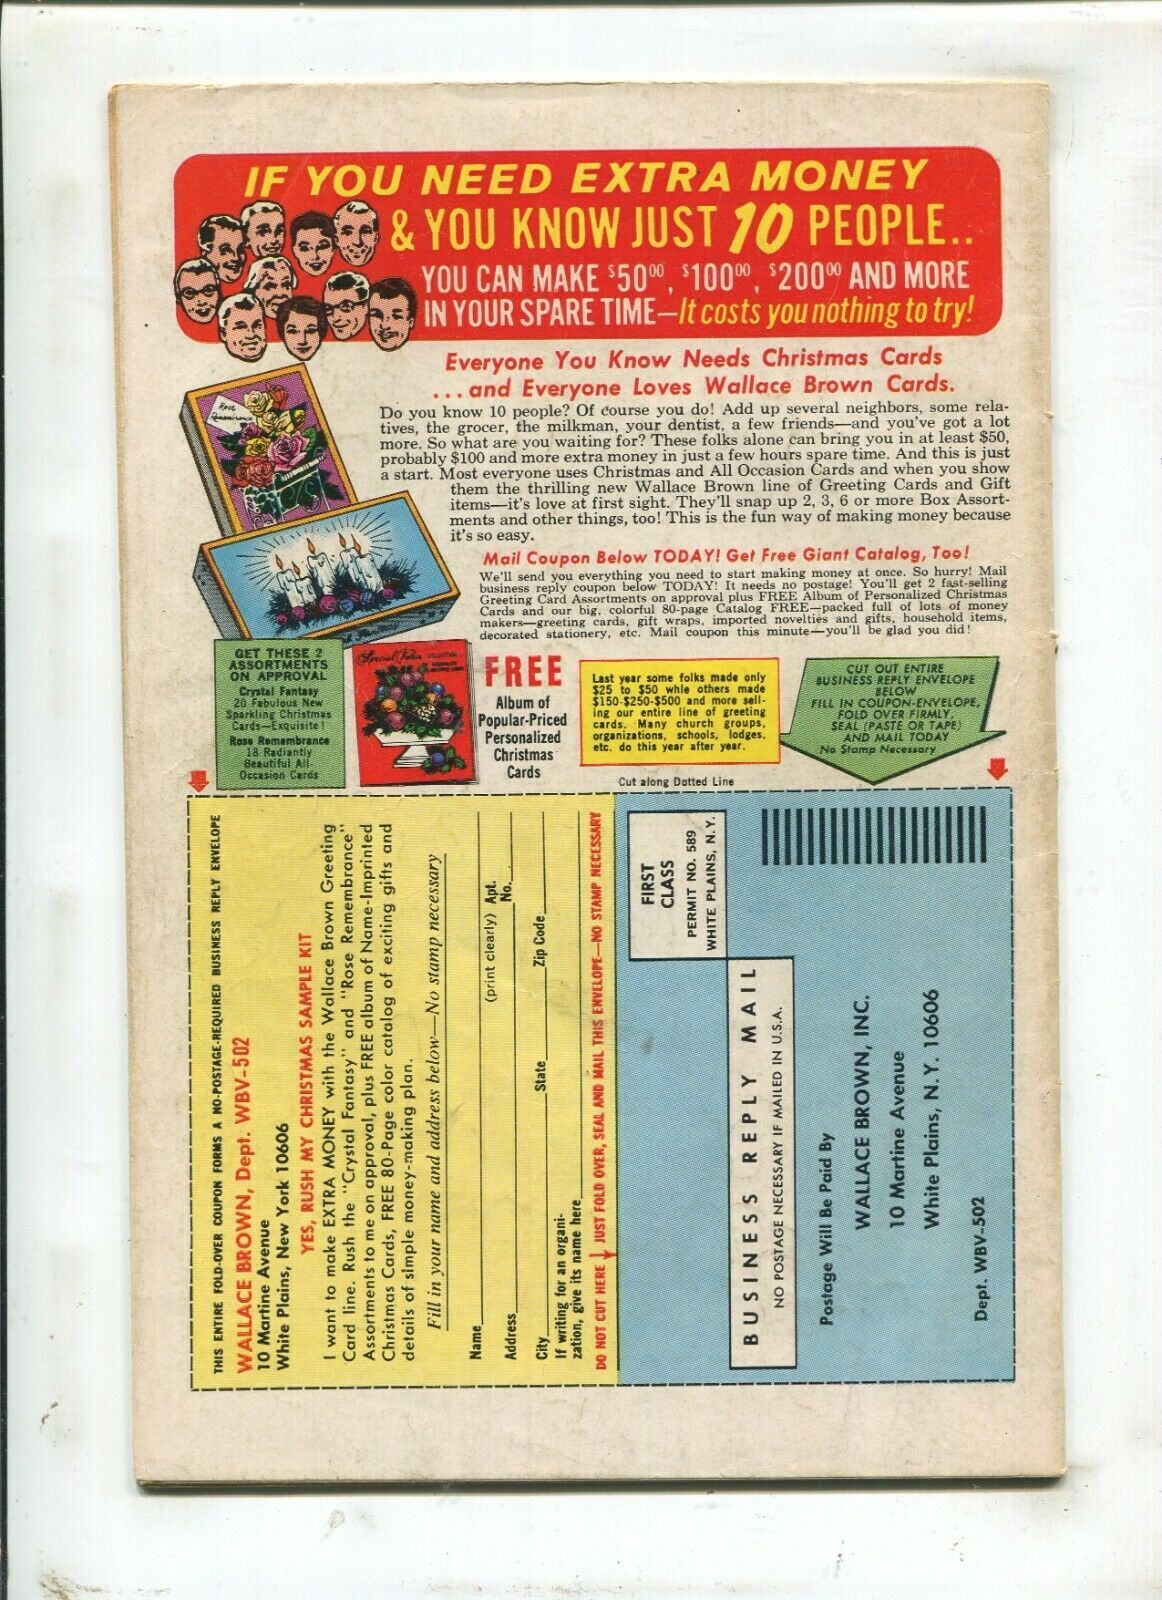 IF YOU NEED EXTRA MONEY
& YOU KNOW JUST 10 PEOPLE..
YOU CAN MAKE $50⁰⁰, $100⁰⁰, $200⁰⁰ AND MORE
IN YOUR SPARE TIME—It costs you nothing to try!
Everyone You Know Needs Christmas Cards
...and Everyone Loves Wallace Brown Cards.
Do you know 10 people? Of course you do! Add up several neighbors, some rela-
tives, the grocer, the milkman, your dentist, a few friends—and you've got a lot
more. So what are you waiting for? These folks alone can bring you in at least $50,
probably $100 and more extra money in just a few hours spare time. And this is just
a start. Most everyone uses Christmas and All Occasion Cards and when you show
them the thrilling new Wallace Brown line of Greeting Cards and Gift
items—it's love at first sight. They'll snap up 2, 3, 6 or more Box Assort-
ments and other things, too! This is the fun way of making money because
it's so easy.
Rose
Remembrance
Mail Coupon Below TODAY! Get Free Giant Catalog, Too!
We'll send you everything you need to start making money at once. So hurry! Mail
business reply coupon below TODAY! It needs no postage! You'll get 2 fast-selling
Greeting Card Assortments on approval plus FREE Album of Personalized Christmas
Cards and our big, colorful 80-page Catalog FREE—packed full of lots of money
makers—greeting cards, gift wraps, imported novelties and gifts, household items,
decorated stationery, etc. Mail coupon this minute—you'll be glad you did!
GET THESE 2
ASSORTMENTS
ON APPROVAL
Crystal Fantasy
20 Fabulous New
Sparkling Christmas
Cards—Exquisite!
Rose Remembrance
18 Radiantly
Beautiful All-
Occasion Cards
FREE
Album of
Popular-Priced
Personalized
Christmas
Cards
Last year some folks made only
$25 to $50 while others made
$150-$250-$500 and more sell-
ing our entire line of greeting
cards. Many church groups,
organizations, schools, lodges,
etc. do this year after year.
CUT OUT ENTIRE
BUSINESS REPLY ENVELOPE
BELOW
FILL IN COUPON-ENVELOPE,
FOLD OVER FIRMLY,
SEAL (PASTE OR TAPE)
AND MAIL TODAY
No Stamp Necessary
Cut along Dotted Line
THIS ENTIRE FOLD-OVER COUPON FORMS A NO-POSTAGE-REQUIRED BUSINESS REPLY ENVELOPE
WALLACE BROWN, Dept. WBV-502
10 Martine Avenue
White Plains, New York 10606
YES, RUSH MY CHRISTMAS SAMPLE KIT
I want to make EXTRA MONEY with the Wallace Brown Greeting
Card line. Rush the "Crystal Fantasy" and "Rose Remembrance"
Assortments to me on approval, plus FREE album of Name-Imprinted
Christmas Cards, FREE 80-Page color catalog of exciting gifts and
details of simple money-making plan.
Fill in your name and address below—No stamp necessary
Name (print clearly)
Address Apt. No.
City State Zip Code
If writing for an organi-
zation, give its name here
DO NOT CUT HERE JUST FOLD OVER, SEAL AND MAIL THIS ENVELOPE—NO STAMP NECESSARY
FIRST
CLASS
PERMIT NO. 589
WHITE PLAINS, N.Y.
BUSINESS REPLY MAIL
NO POSTAGE NECESSARY IF MAILED IN U.S.A.
Postage Will Be Paid By
WALLACE BROWN, INC.
10 Martine Avenue
White Plains, N. Y. 10606
Dept. WBV-502